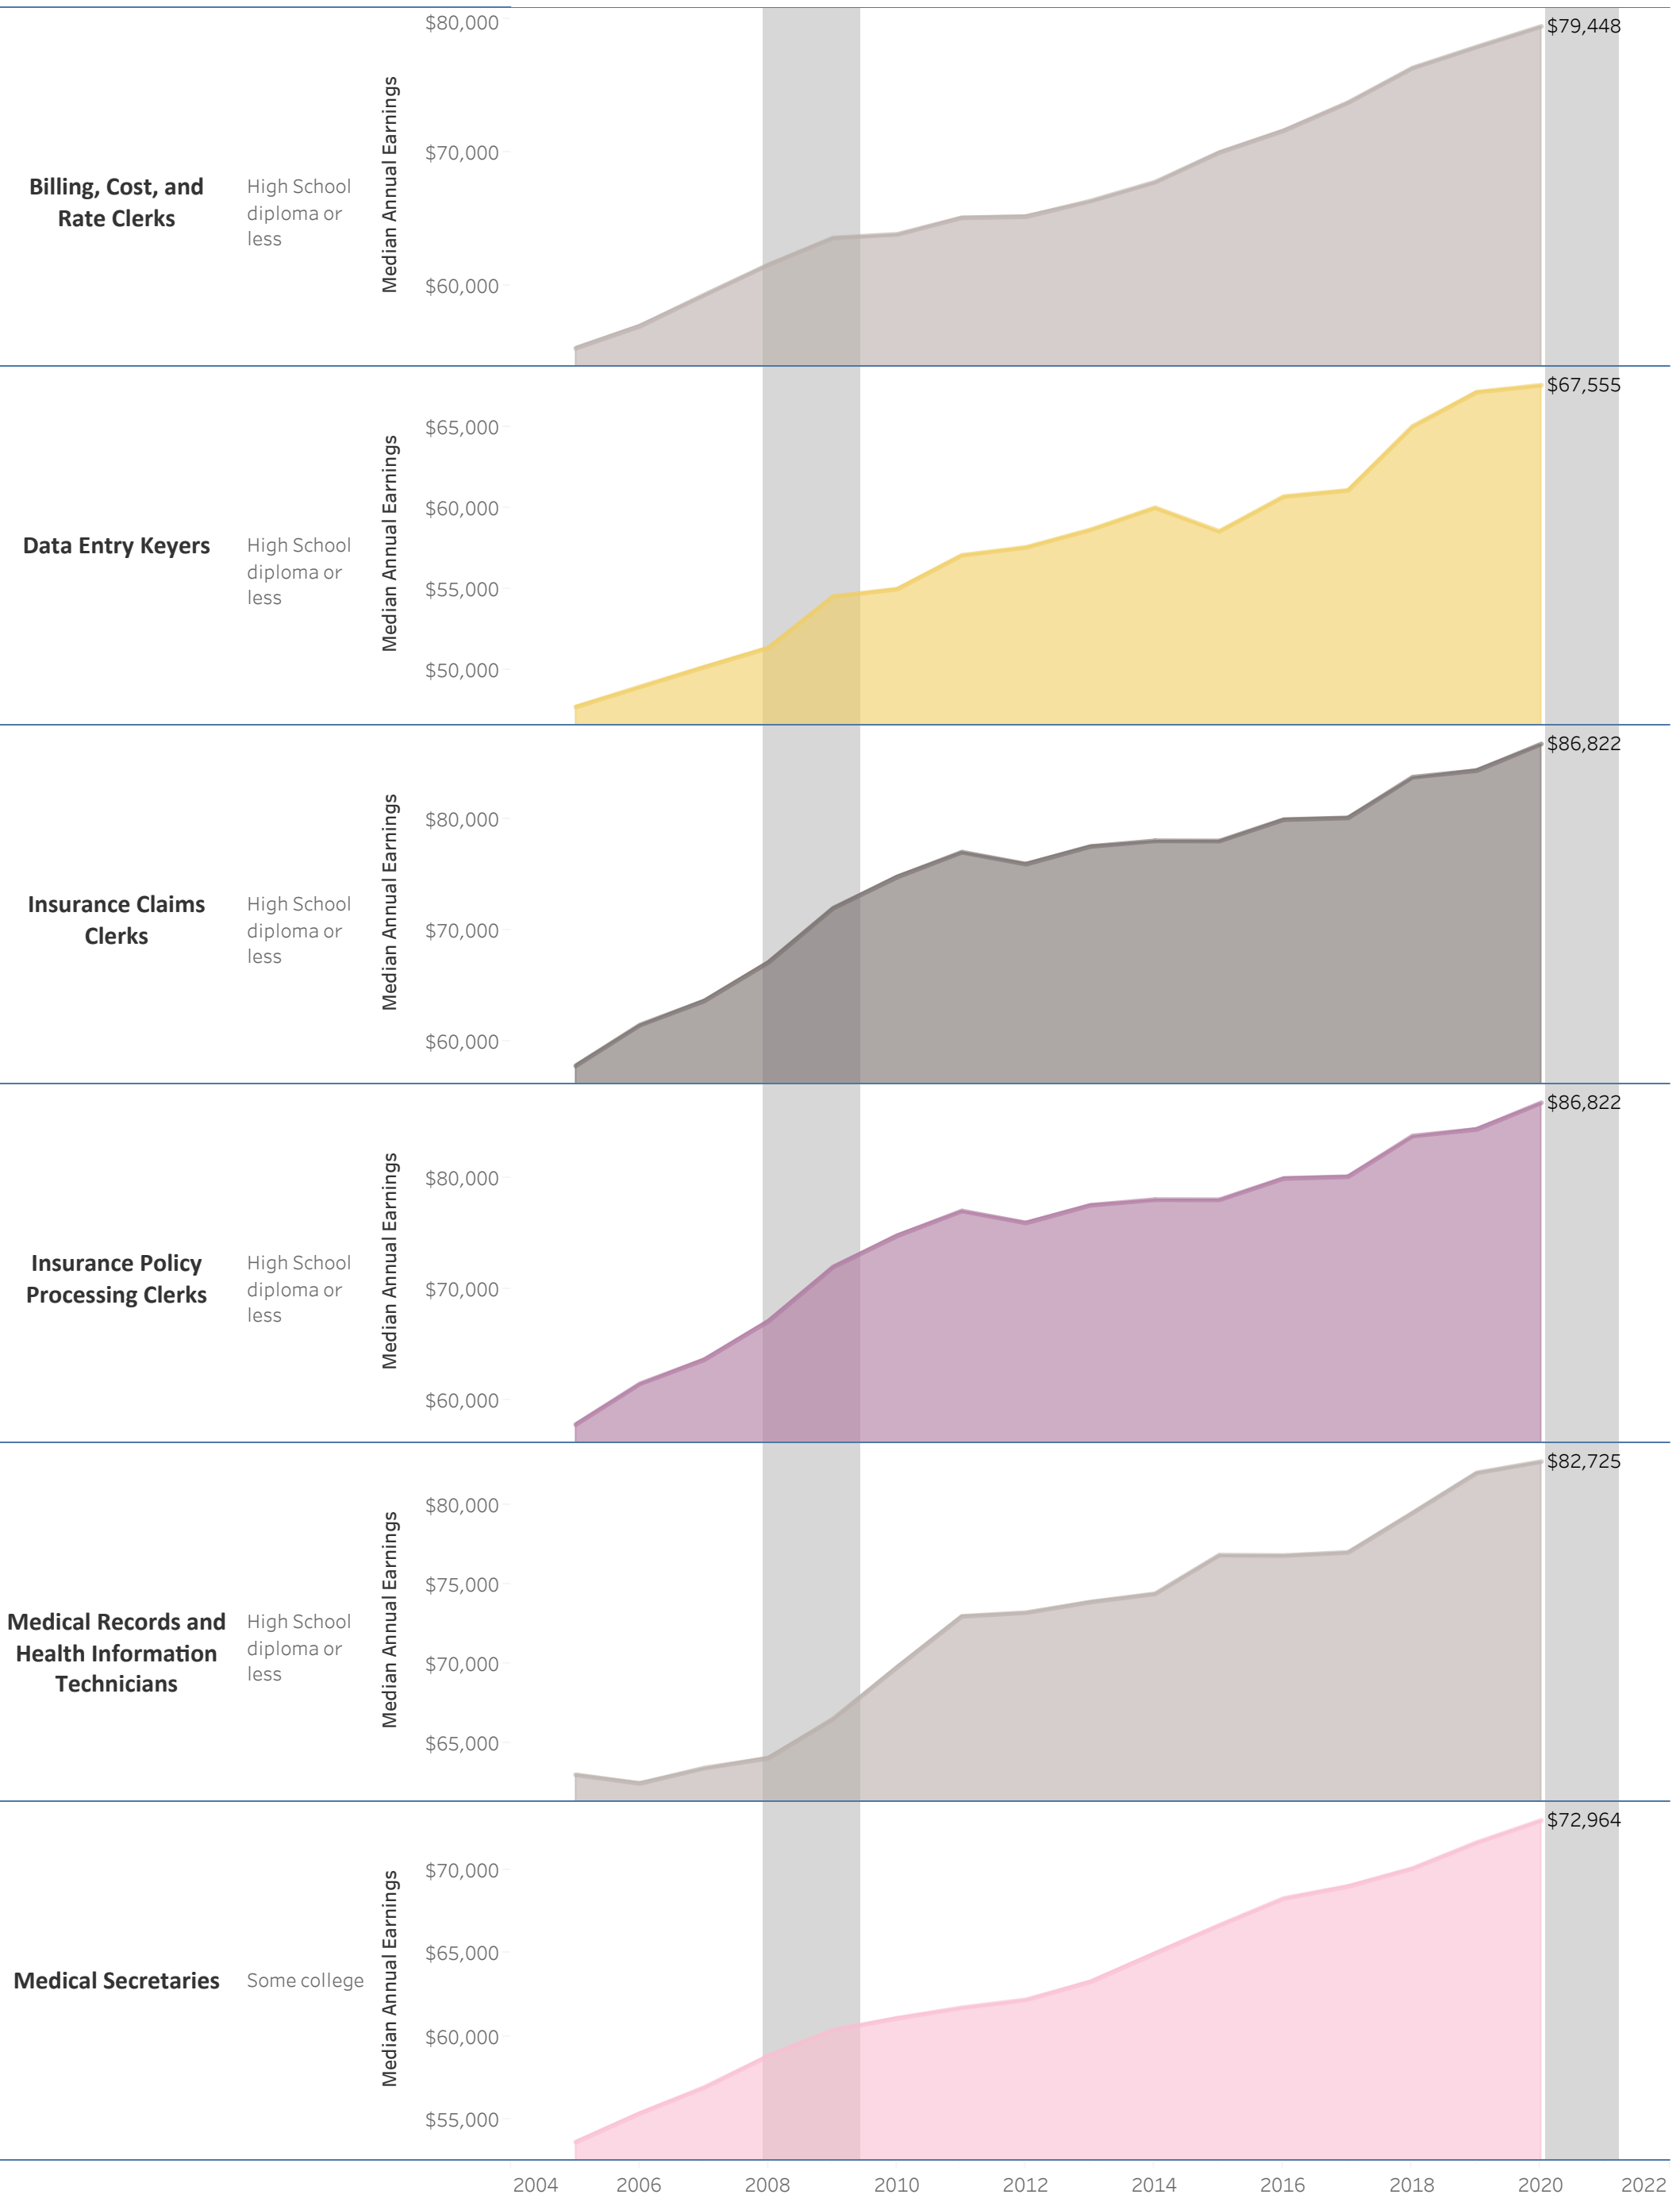 Billing, Cost, and
Rate Clerks
High School
diploma or
less
Median Annual Earnings
$80,000
$70,000
$60,000
$79,448
Data Entry Keyers
High School
diploma or
less
Median Annual Earnings
$65,000
$60,000
$55,000
$50,000
$67,555
Insurance Claims
Clerks
High School
diploma or
less
Median Annual Earnings
$80,000
$70,000
$60,000
$86,822
Insurance Policy
Processing Clerks
High School
diploma or
less
Median Annual Earnings
$80,000
$70,000
$60,000
$86,822
Medical Records and
Health Information
Technicians
High School
diploma or
less
Median Annual Earnings
$80,000
$75,000
$70,000
$65,000
$82,725
Medical Secretaries
Some college
Median Annual Earnings
$70,000
$65,000
$60,000
$55,000
$72,964
2004 2006 2008 2010 2012 2014 2016 2018 2020 2022